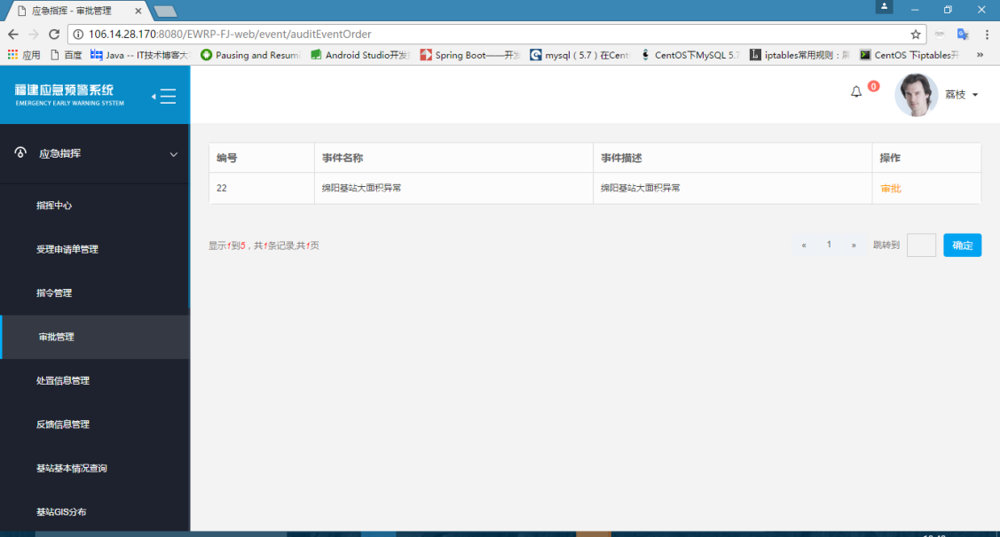 应急指挥 - 审批管理
106.14.28.170:8080/EWRP-FJ-web/event/auditEventOrder
应用 百度 Java -- IT技术博客大 Pausing and Resumi Android Studio开发 Spring Boot——开发 mysql ( 5.7 ) 在Cent CentOS下MySQL 5.7 iptables常用规则: CentOS 下iptables开 »
福建应急预警系统
EMERGENCY EARLY WARNING SYSTEM
0
荔枝
应急指挥
指挥中心
受理申请单管理
指令管理
审批管理
处置信息管理
反馈信息管理
基站基本情况查询
基站GIS分布
编号 事件名称 事件描述 操作
22 绵阳基站大面积异常 绵阳基站大面积异常 审批
显示1到5，共1条记录,共1页
« 1 » 跳转到 确定